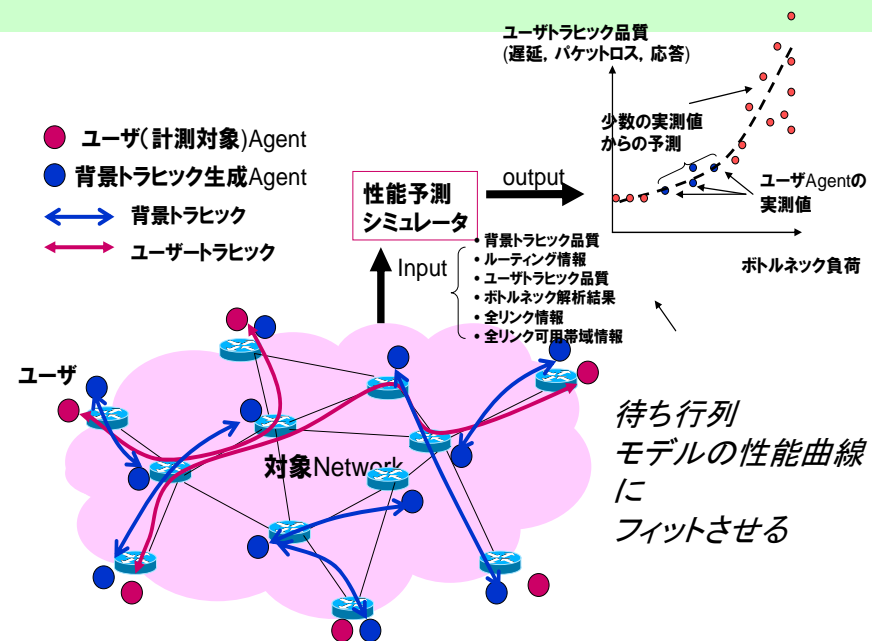 ユーザトラヒック品質
(遅延, パケットロス, 応答)
少数の実測値
からの予測
ユーザAgentの
実測値
ボトルネック負荷
ユーザ(計測対象)Agent
背景トラヒック生成Agent
背景トラヒック
ユーザートラヒック
性能予測
シミュレータ
output
Input
• 背景トラヒック品質
• ルーティング情報
• ユーザトラヒック品質
• ボトルネック解析結果
• 全リンク情報
• 全リンク可用帯域情報
ユーザ
対象Network
待ち行列
モデルの性能曲線
に
フィットさせる